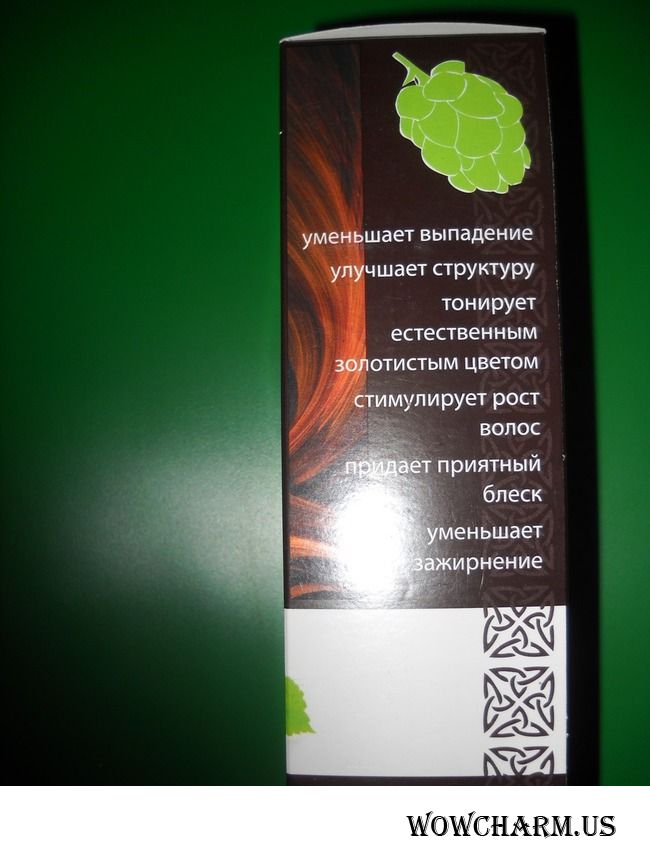 уменьшает выпадение
улучшает структуру
тонирует
естественным
золотистым цветом
стимулирует рост
волос
придает приятный
блеск
уменьшает
зажирнение
WOWCHARM.US